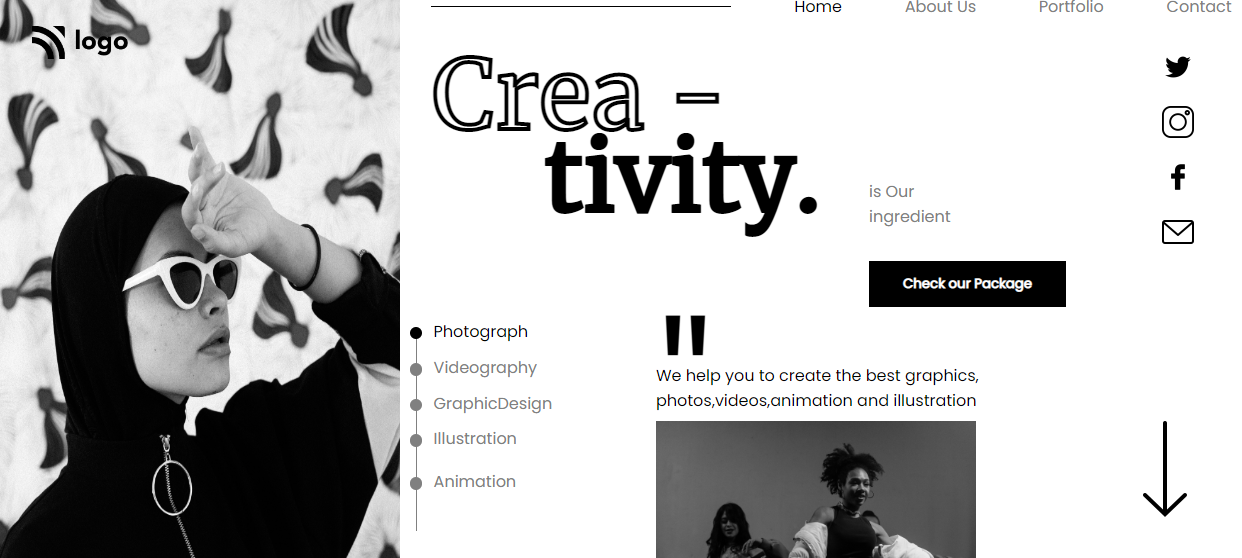 logo
Home About Us Portfolio Contact
Crea –
tivity.
is Our
ingredient
Check our Package
Photograph
Videography
GraphicDesign
Illustration
Animation
"
We help you to create the best graphics,
photos,videos,animation and illustration